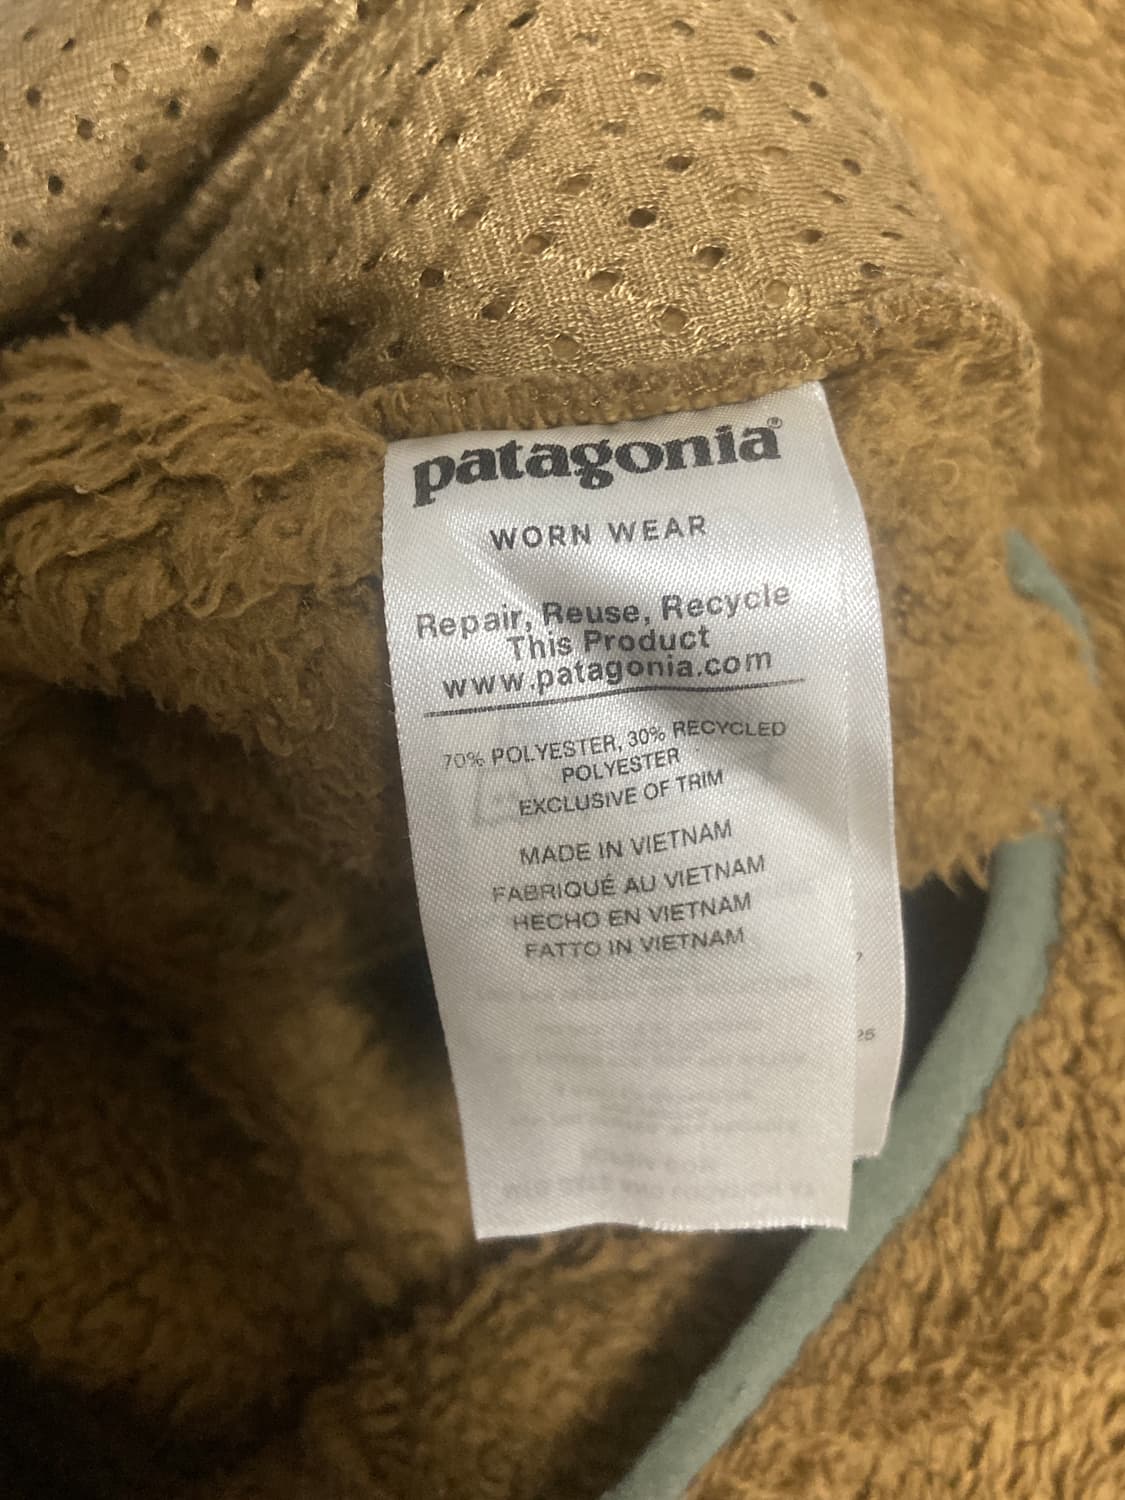 patagonia®
WORN WEAR
Repair, Reuse, Recycle
This Product
www.patagonia.com
70% POLYESTER, 30% RECYCLED
POLYESTER
EXCLUSIVE OF TRIM
MADE IN VIETNAM
FABRIQUÉ AU VIETNAM
HECHO EN VIETNAM
FATTO IN VIETNAM